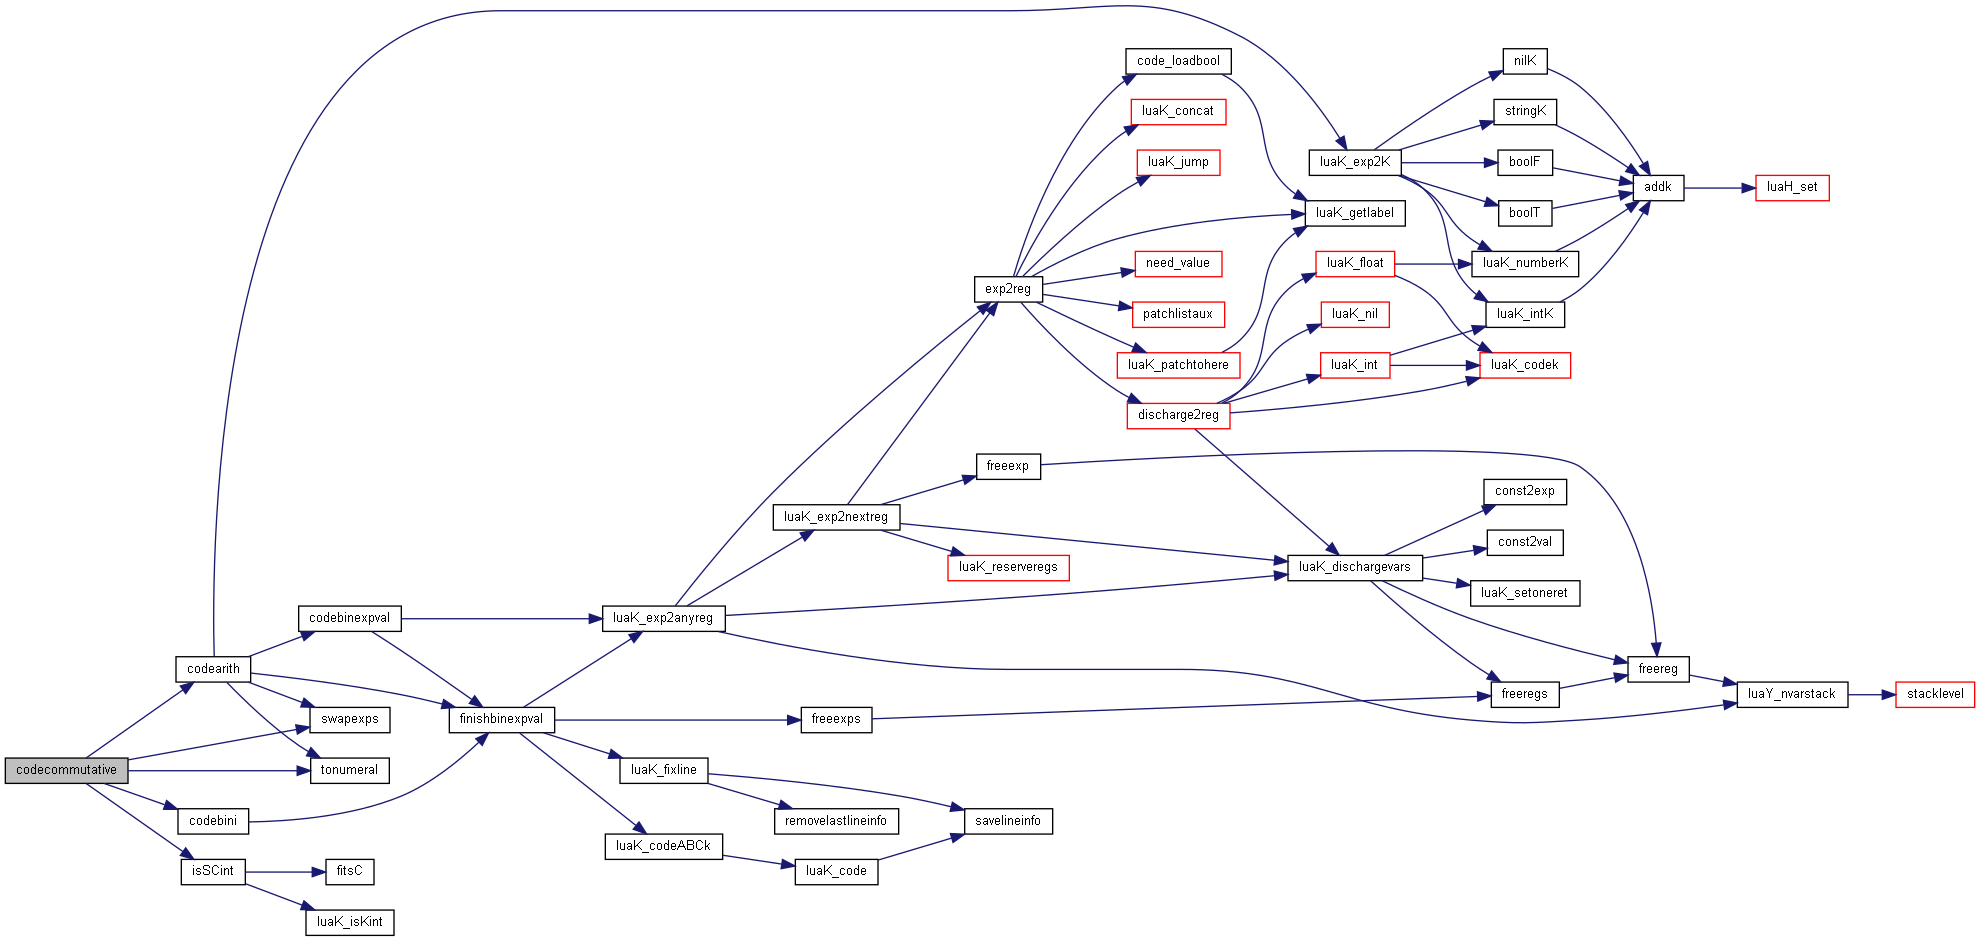 code_loadbool
nilK
luaK_concat
stringK
luaK_jump
luaK_exp2K
boolF
addk
luaH_set
luaK_getlabel
boolT
need_value
luaK_float
luaK_numberK
exp2reg
patchlistaux
luaK_nil
luaK_intK
luaK_patchtohere
luaK_int
luaK_codek
discharge2reg
freeexp
const2exp
luaK_exp2nextreg
const2val
luaK_reserveregs
luaK_dischargevars
luaK_setoneret
codebinexpval
luaK_exp2anyreg
codearith
freereg
freeregs
luaY_nvarstack
stacklevel
swapexps
finishbinexpval
freeexps
codecommutative
tonumeral
luaK_fixline
codebini
removelastlineinfo
savelineinfo
luaK_codeABCk
isSCint
fitsC
luaK_code
luaK_isKint